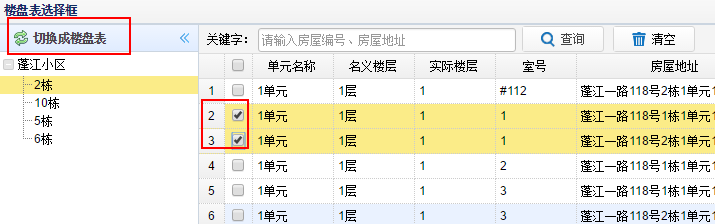 楼盘表选择框
切换成楼盘表
蓬江小区
2栋
10栋
5栋
6栋
关键字： 请输入房屋编号、房屋地址 查询 清空
单元名称 名义楼层 实际楼层 室号 房屋地址
1 1单元 1层 1 #112 蓬江一路118号2栋1单元1
2 1单元 1层 1 1 蓬江一路118号1栋1单元1
3 1单元 1层 1 1 蓬江一路118号2栋1单元1
4 1单元 1层 1 2 蓬江一路118号2栋1单元1
5 1单元 1层 1 3 蓬江一路118号1栋1单元1
6 1单元 1层 1 3 蓬江一路118号2栋1单元1